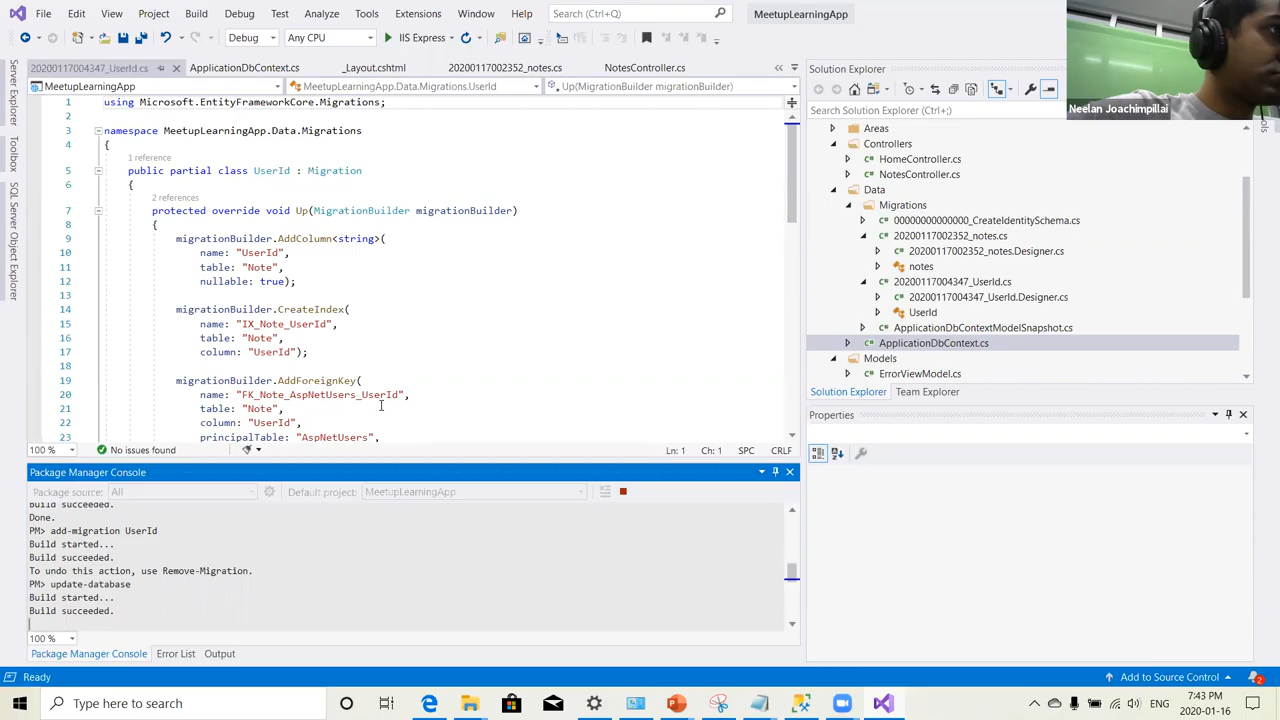 File Edit View Project Build Debug Test Analyze Tools Extensions Window Help Search (Ctrl+Q) MeetupLearningApp
Debug Any CPU IIS Express
Neelan Joachimpillai
20200117004347_UserId.cs ApplicationDbContext.cs _Layout.cshtml 20200117002352_notes.cs NotesController.cs
MeetupLearningApp MeetupLearningApp.Data.Migrations.UserId Up(MigrationBuilder migrationBuilder)
Server Explorer
Toolbox
SQL Server Object Explorer
1 using Microsoft.EntityFrameworkCore.Migrations;
2
3 namespace MeetupLearningApp.Data.Migrations
4 {
1 reference
5 public partial class UserId : Migration
6 {
2 references
7 protected override void Up(MigrationBuilder migrationBuilder)
8 {
9 migrationBuilder.AddColumn<string>(
10 name: "UserId",
11 table: "Note",
12 nullable: true);
13
14 migrationBuilder.CreateIndex(
15 name: "IX_Note_UserId",
16 table: "Note",
17 column: "UserId");
18
19 migrationBuilder.AddForeignKey(
20 name: "FK_Note_AspNetUsers_UserId",
21 table: "Note",
22 column: "UserId",
23 principalTable: "AspNetUsers",
100 % No issues found Ln: 1 Ch: 1 SPC CRLF
Package Manager Console
Package source: All Default project: MeetupLearningApp
Build succeeded.
Done.
PM> add-migration UserId
Build started...
Build succeeded.
To undo this action, use Remove-Migration.
PM> update-database
Build started...
Build succeeded.
100 %
Package Manager Console Error List Output
Solution Explorer
Search Solution Explorer (Ctrl+;)
Areas
Controllers
HomeController.cs
NotesController.cs
Data
Migrations
00000000000000_CreateIdentitySchema.cs
20200117002352_notes.cs
20200117002352_notes.Designer.cs
notes
20200117004347_UserId.cs
20200117004347_UserId.Designer.cs
UserId
ApplicationDbContextModelSnapshot.cs
ApplicationDbContext.cs
Models
ErrorViewModel.cs
Solution Explorer Team Explorer
Properties
Ready Add to Source Control 2
Type here to search
7:43 PM
2020-01-16